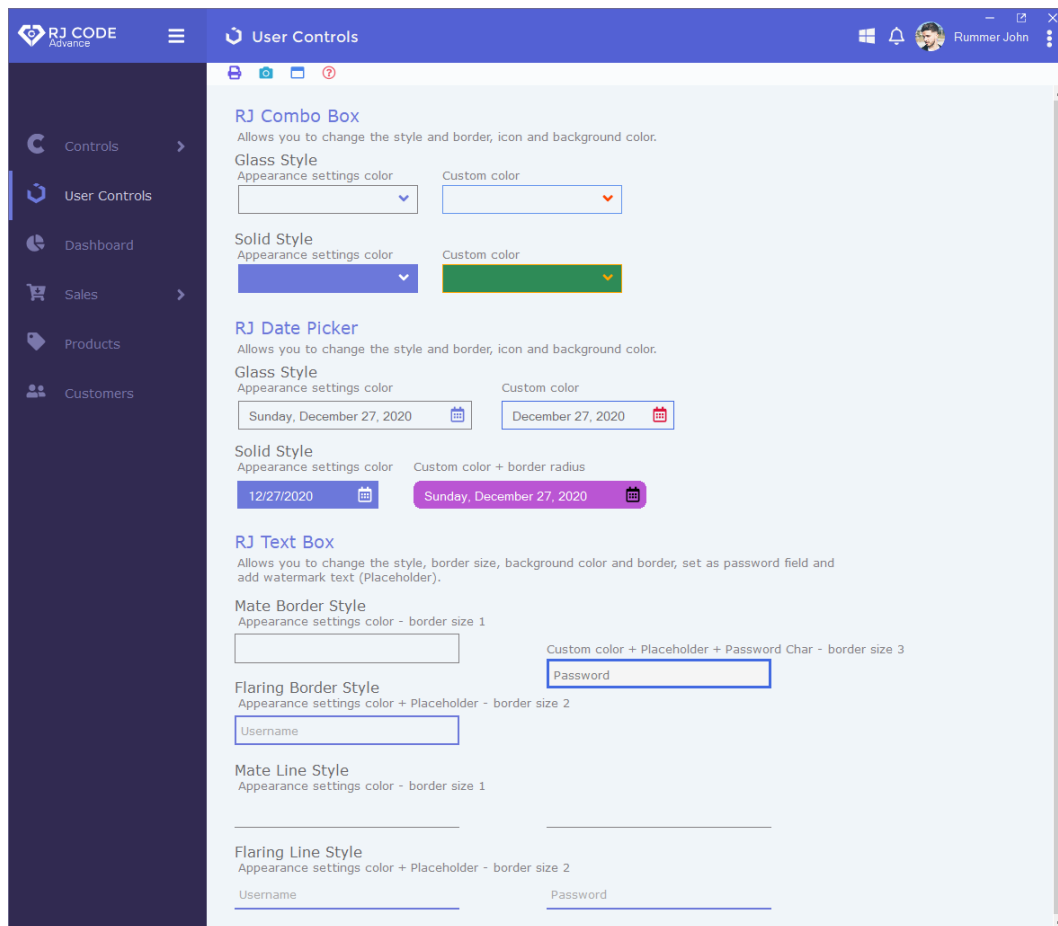 RJ CODE
Advance
User Controls
Rummer John
Controls
User Controls
Dashboard
Sales
Products
Customers
RJ Combo Box
Allows you to change the style and border, icon and background color.
Glass Style
Appearance settings color
Custom color
Solid Style
Appearance settings color
Custom color
RJ Date Picker
Allows you to change the style and border, icon and background color.
Glass Style
Appearance settings color
Custom color
Sunday, December 27, 2020
December 27, 2020
Solid Style
Appearance settings color
Custom color + border radius
12/27/2020
Sunday, December 27, 2020
RJ Text Box
Allows you to change the style, border size, background color and border, set as password field and
add watermark text (Placeholder).
Mate Border Style
Appearance settings color - border size 1
Custom color + Placeholder + Password Char - border size 3
Password
Flaring Border Style
Appearance settings color + Placeholder - border size 2
Username
Mate Line Style
Appearance settings color - border size 1
Flaring Line Style
Appearance settings color + Placeholder - border size 2
Username
Password